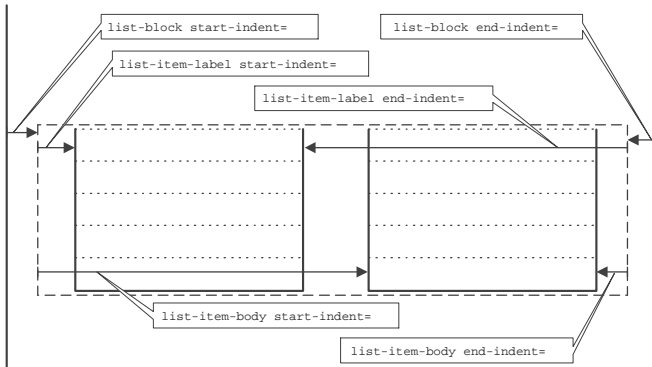 list-block start-indent=
list-block end-indent=
list-item-label start-indent=
list-item-label end-indent=
list-item-body start-indent=
list-item-body end-indent=